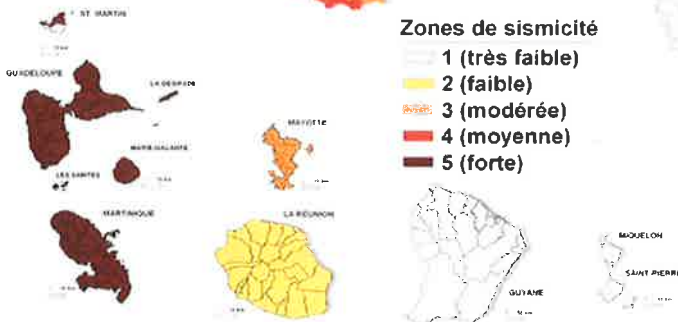 ST MARTIN
GUADELOUPE
LA DESIRADE
MARIE-GALANTE
LES SAINTES
MAYOTTE
MARTINIQUE
LA REUNION
Zones de sismicité
1 (très faible)
2 (faible)
3 (modérée)
4 (moyenne)
5 (forte)
GUYANE
MIQUELON
SAINT PIERRE